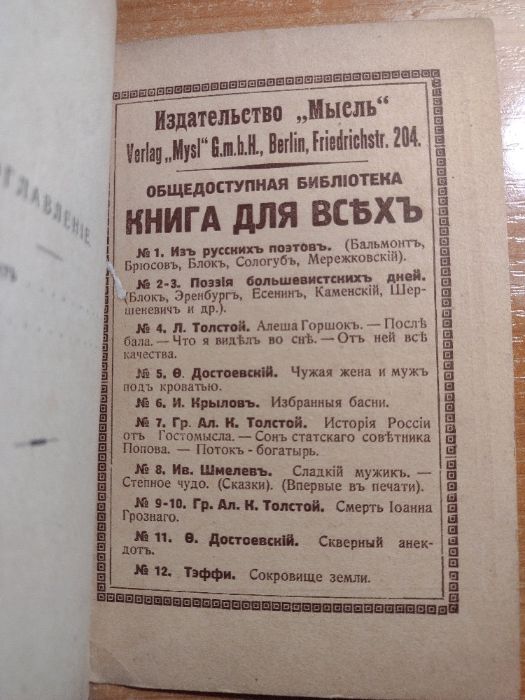 ОГЛАВЛЕНІЕ
Издательство „Мысль“
Verlag „Mysl“ G.m.b.H., Berlin, Friedrichstr. 204.
ОБЩЕДОСТУПНАЯ БИБЛІОТЕКА
КНИГА ДЛЯ ВСѢХЪ
№ 1. Изъ русскихъ поэтовъ. (Бальмонтъ,
Брюсовъ, Блокъ, Сологубъ, Мережковскій).
№ 2-3. Поэзія большевистскихъ дней.
(Блокъ, Эренбургъ, Есенинъ, Каменскій, Шер-
шеневичъ и др.).
№ 4. Л. Толстой. Алеша Горшокъ. — Послѣ
бала. — Что я видѣлъ во снѣ. — Отъ ней всѣ
качества.
№ 5. Ѳ. Достоевскій. Чужая жена и мужъ
подъ кроватью.
№ 6. И. Крыловъ. Избранныя басни.
№ 7. Гр. Ал. К. Толстой. Исторія Россіи
отъ Гостомысла. — Сонъ статскаго совѣтника
Попова. — Потокъ - богатырь.
№ 8. Ив. Шмелевъ. Сладкій мужикъ. —
Степное чудо. (Сказки). (Впервые въ печати).
№ 9-10. Гр. Ал. К. Толстой. Смерть Іоанна
Грознаго.
№ 11. Ѳ. Достоевскій. Скверный анек-
дотъ.
№ 12. Тэффи. Сокровище земли.